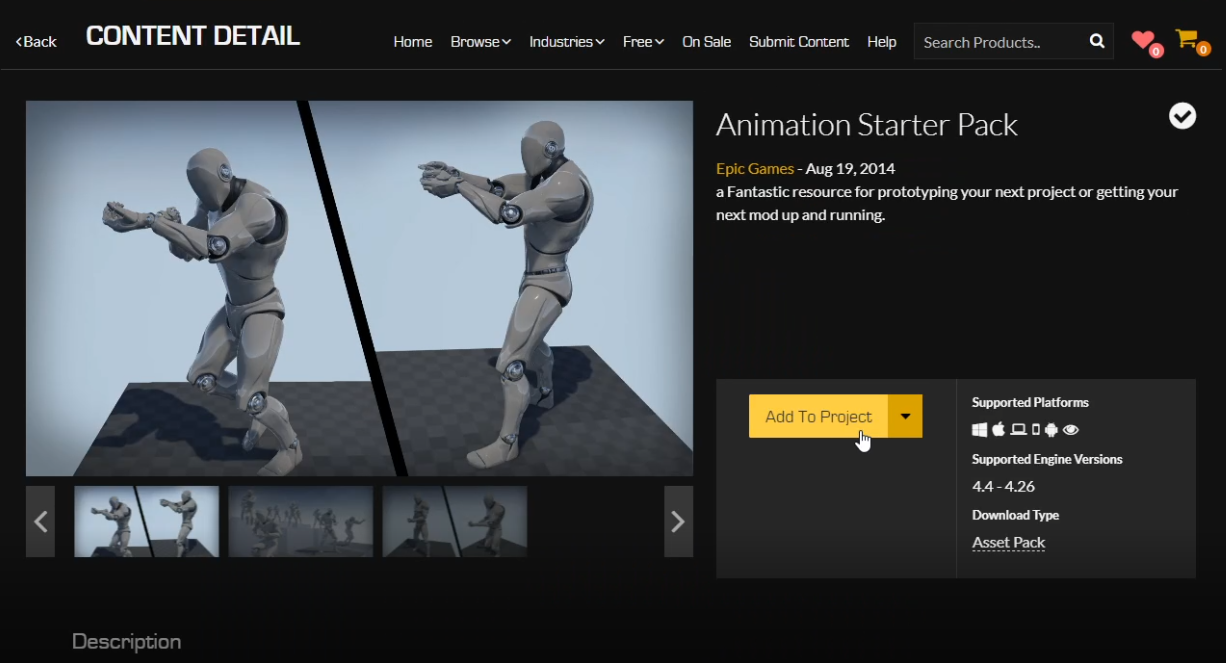 <Back
CONTENT DETAIL
Home Browse Industries Free On Sale Submit Content Help
Search Products..
0
0
Animation Starter Pack
Epic Games - Aug 19, 2014
a Fantastic resource for prototyping your next project or getting your
next mod up and running.
Add To Project
Supported Platforms
Supported Engine Versions
4.4 - 4.26
Download Type
Asset Pack
Description